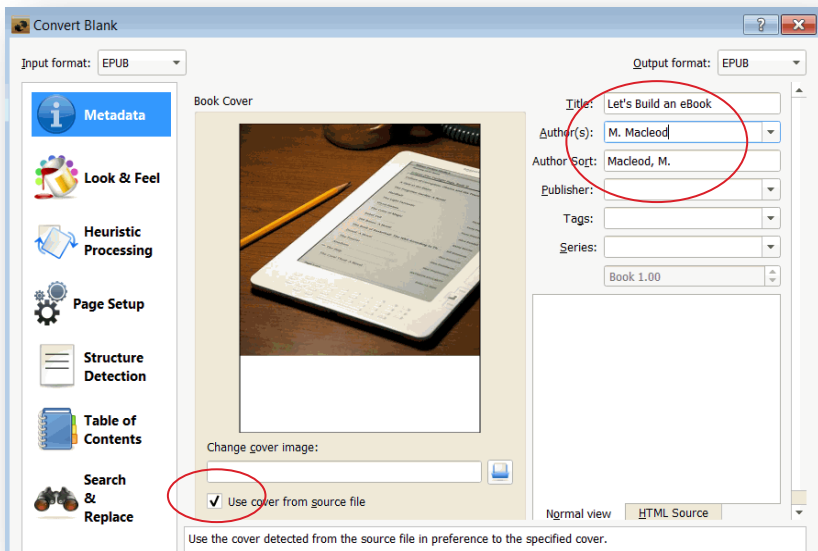 Convert Blank
Input format: EPUB
Output format: EPUB
Metadata
Look & Feel
Heuristic
Processing
Page Setup
Structure
Detection
Table of
Contents
Search
&
Replace
Book Cover
Change cover image:
Use cover from source file
Title: Let's Build an eBook
Author(s): M. Macleod
Author Sort: Macleod, M.
Publisher:
Tags:
Series:
Book 1.00
Normal view HTML Source
Use the cover detected from the source file in preference to the specified cover.